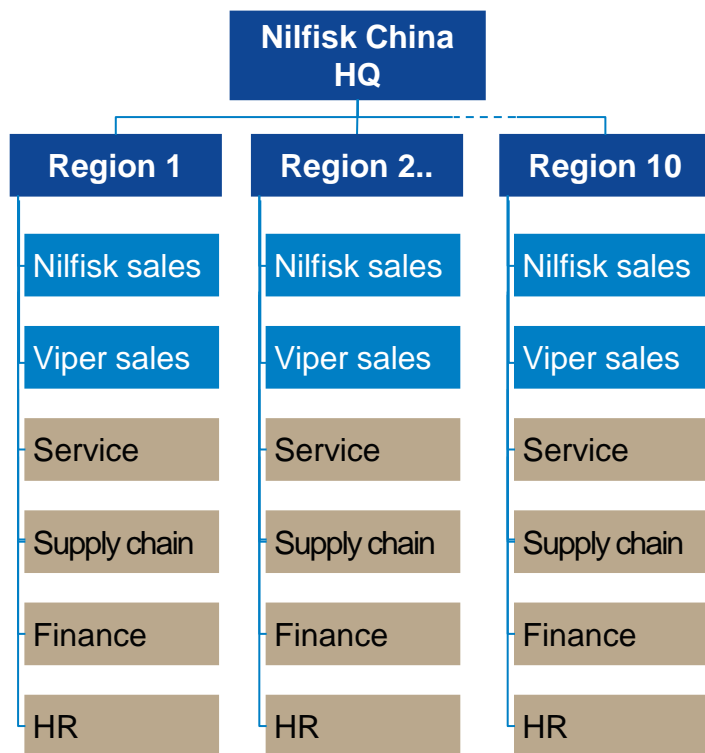 Nilfisk China
HQ
Region 1
Region 2..
Region 10
Nilfisk sales
Nilfisk sales
Nilfisk sales
Viper sales
Viper sales
Viper sales
Service
Service
Service
Supply chain
Supply chain
Supply chain
Finance
Finance
Finance
HR
HR
HR